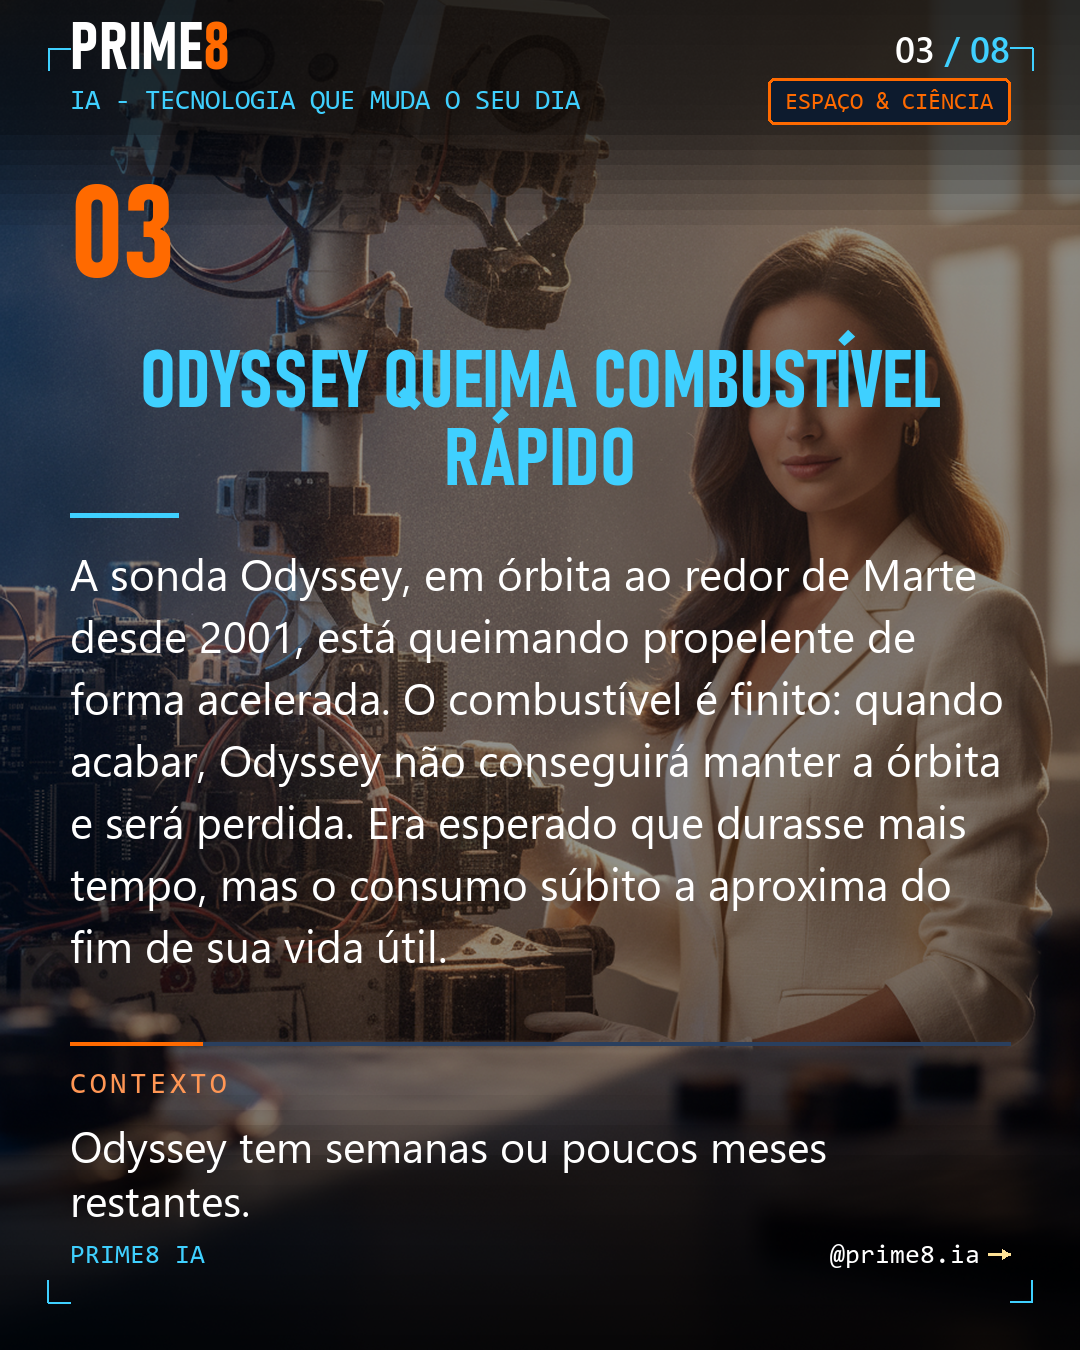 PRIME8
IA - TECNOLOGIA QUE MUDA O SEU DIA
03 / 08
ESPAÇO & CIÊNCIA
03
ODYSSEY QUEIMA COMBUSTÍVEL
RÁPIDO
A sonda Odyssey, em órbita ao redor de Marte
desde 2001, está queimando propelente de
forma acelerada. O combustível é finito: quando
acabar, Odyssey não conseguirá manter a órbita
e será perdida. Era esperado que durasse mais
tempo, mas o consumo súbito a aproxima do
fim de sua vida útil.
CONTEXTO
Odyssey tem semanas ou poucos meses
restantes.
PRIME8 IA
@prime8.ia